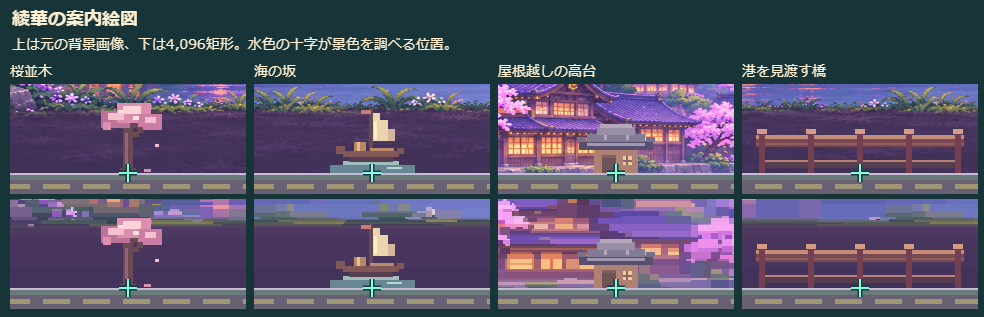 綾華の案内絵図
上は元の背景画像、下は4,096矩形。水色の十字が景色を調べる位置。
桜並木
海の坂
屋根越しの高台
港を見渡す橋